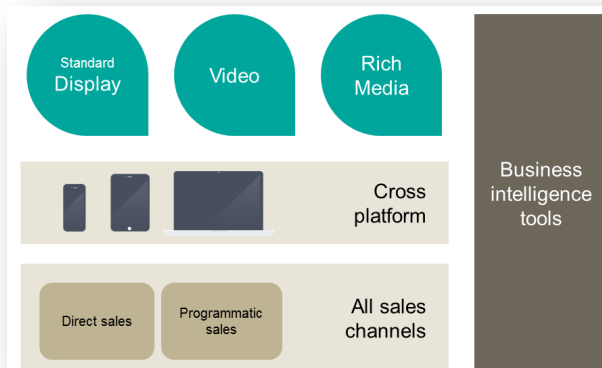 Standard
Display
Video
Rich
Media
Business
intelligence
tools
Cross
platform
Direct sales
Programmatic
sales
All sales
channels